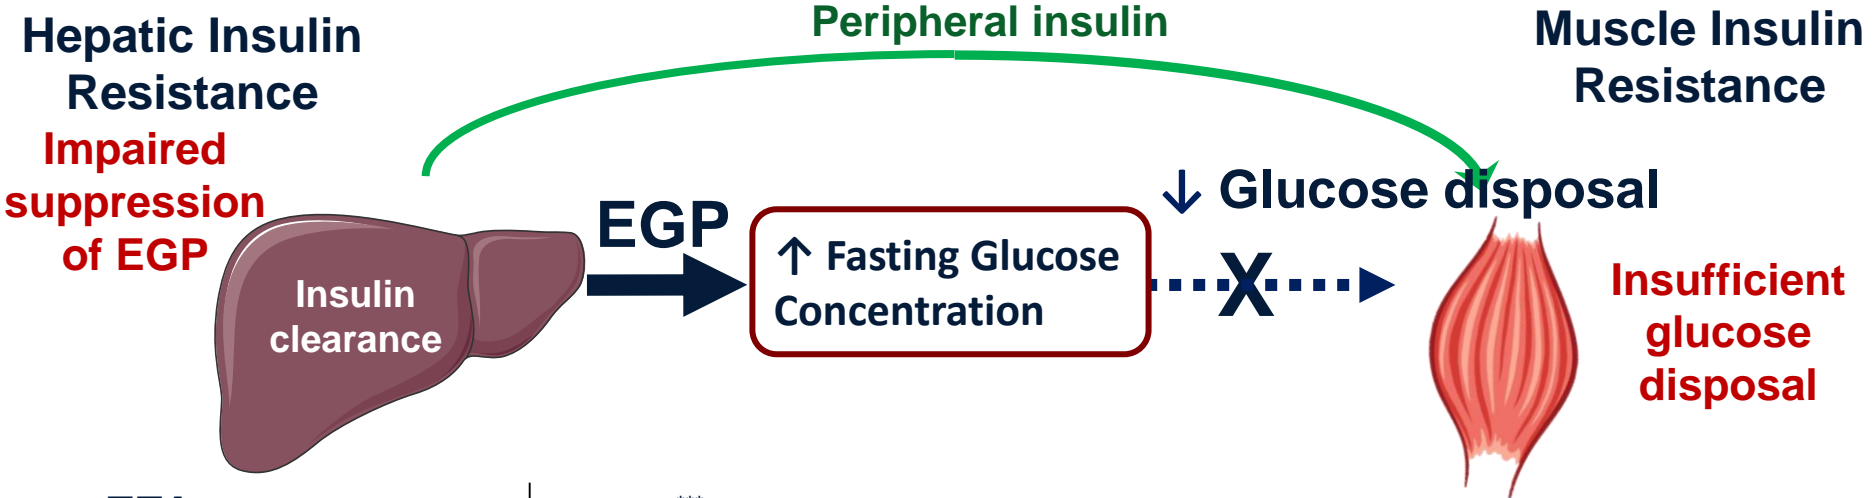 Hepatic Insulin
Resistance
Impaired
suppression
of EGP
Insulin
clearance
Peripheral insulin
EGP
↑ Fasting Glucose
Concentration
↓ Glucose disposal
X
Muscle Insulin
Resistance
Insufficient
glucose
disposal
***